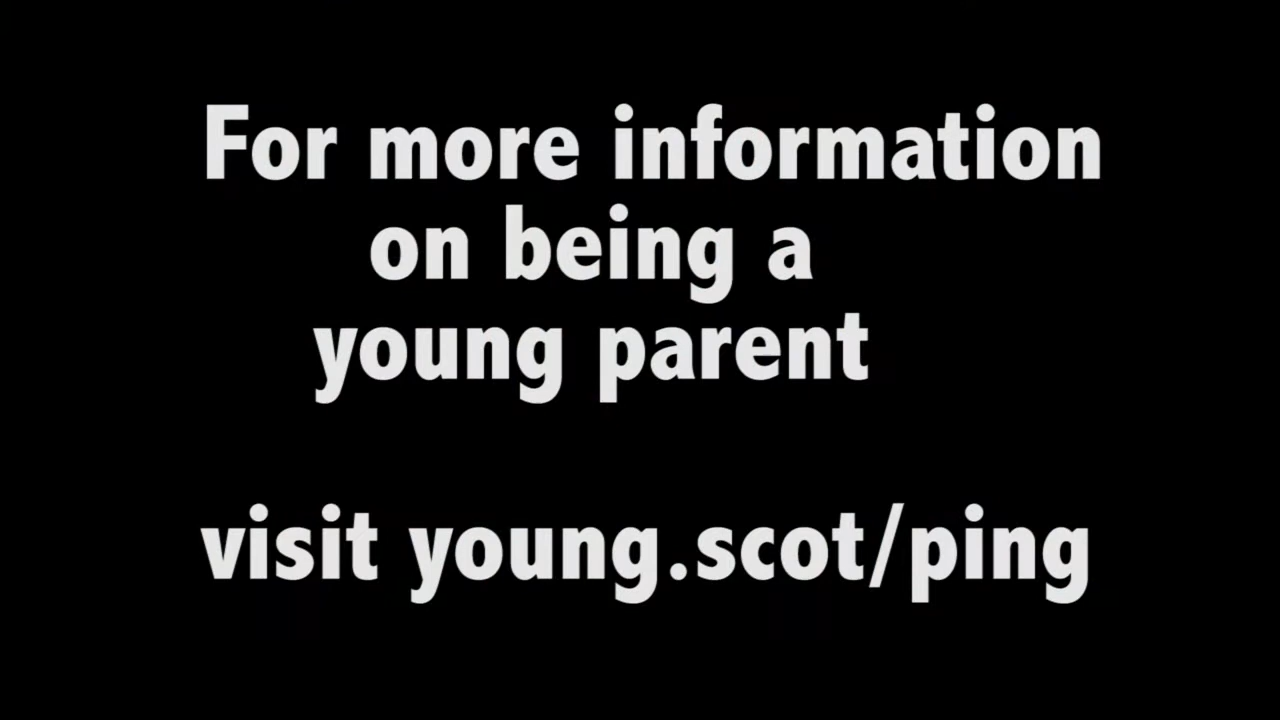 For more information
on being a
young parent
visit young.scot/ping